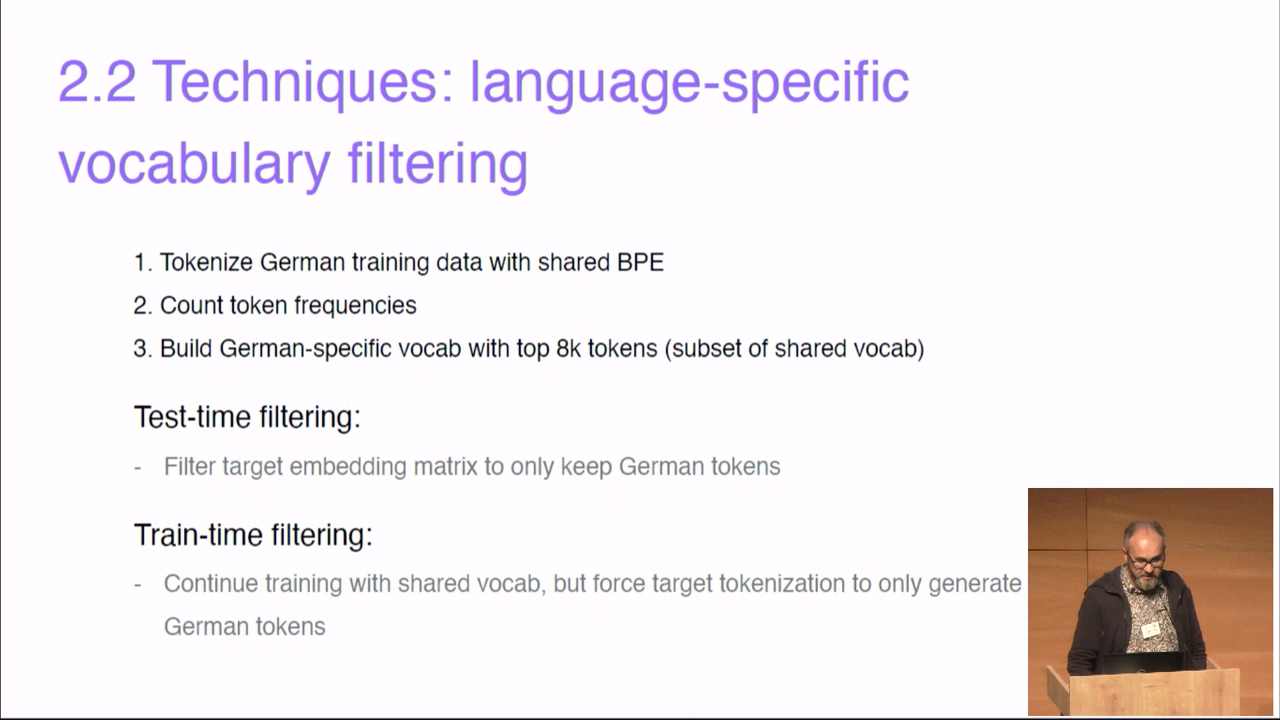 2.2 Techniques: language-specific
vocabulary filtering
1. Tokenize German training data with shared BPE
2. Count token frequencies
3. Build German-specific vocab with top 8k tokens (subset of shared vocab)
Test-time filtering:
- Filter target embedding matrix to only keep German tokens
Train-time filtering:
- Continue training with shared vocab, but force target tokenization to only generate
German tokens